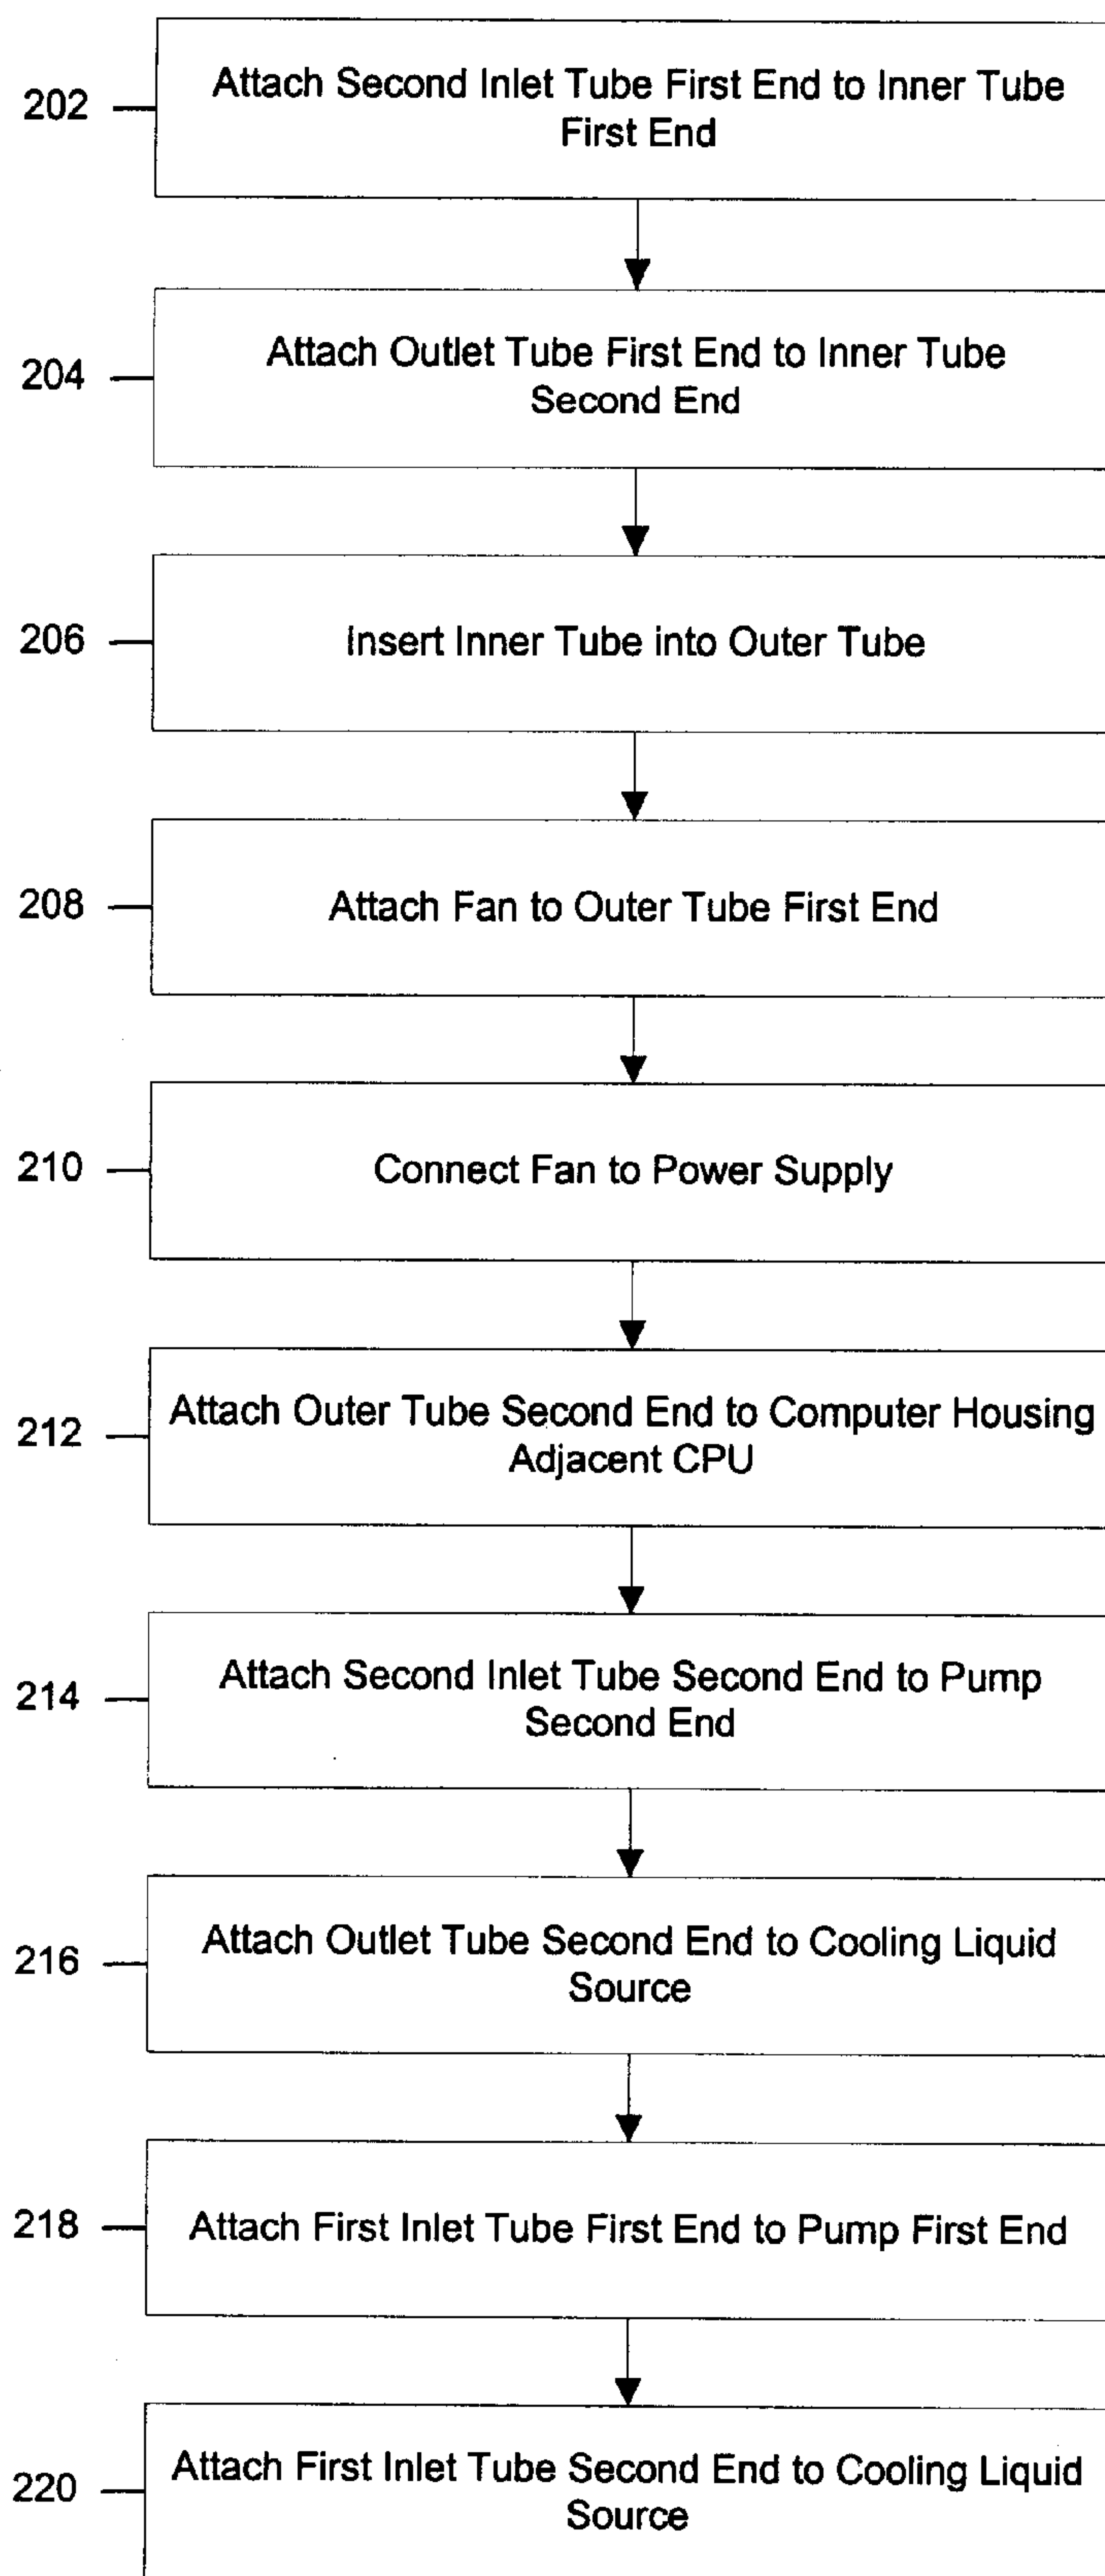 202
Attach Second Inlet Tube First End to Inner Tube
First End
204
Attach Outlet Tube First End to Inner Tube
Second End
206
Insert Inner Tube into Outer Tube
208
Attach Fan to Outer Tube First End
210
Connect Fan to Power Supply
212
Attach Outer Tube Second End to Computer Housing
Adjacent CPU
214
Attach Second Inlet Tube Second End to Pump
Second End
216
Attach Outlet Tube Second End to Cooling Liquid
Source
218
Attach First Inlet Tube First End to Pump First End
220
Attach First Inlet Tube Second End to Cooling Liquid
Source